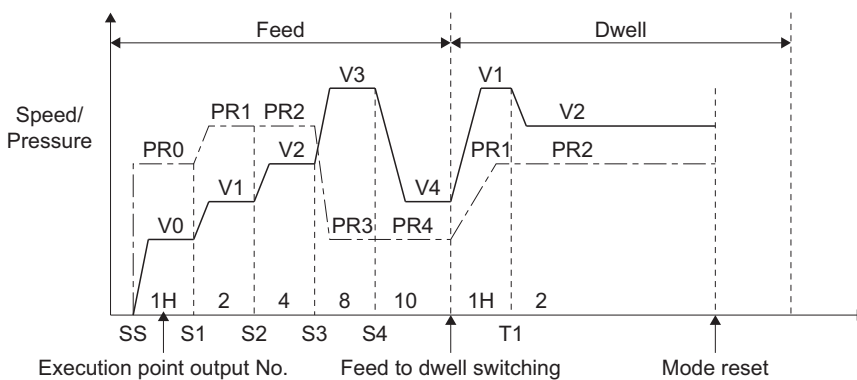 Feed Dwell
Speed/
Pressure
V3 V1
PR1 PR2 V2
PR0 V2 PR1 PR2
V1 V4
V0 PR3 PR4
1H 2 4 8 10 1H 2
SS S1 S2 S3 S4 T1
Execution point output No. Feed to dwell switching Mode reset